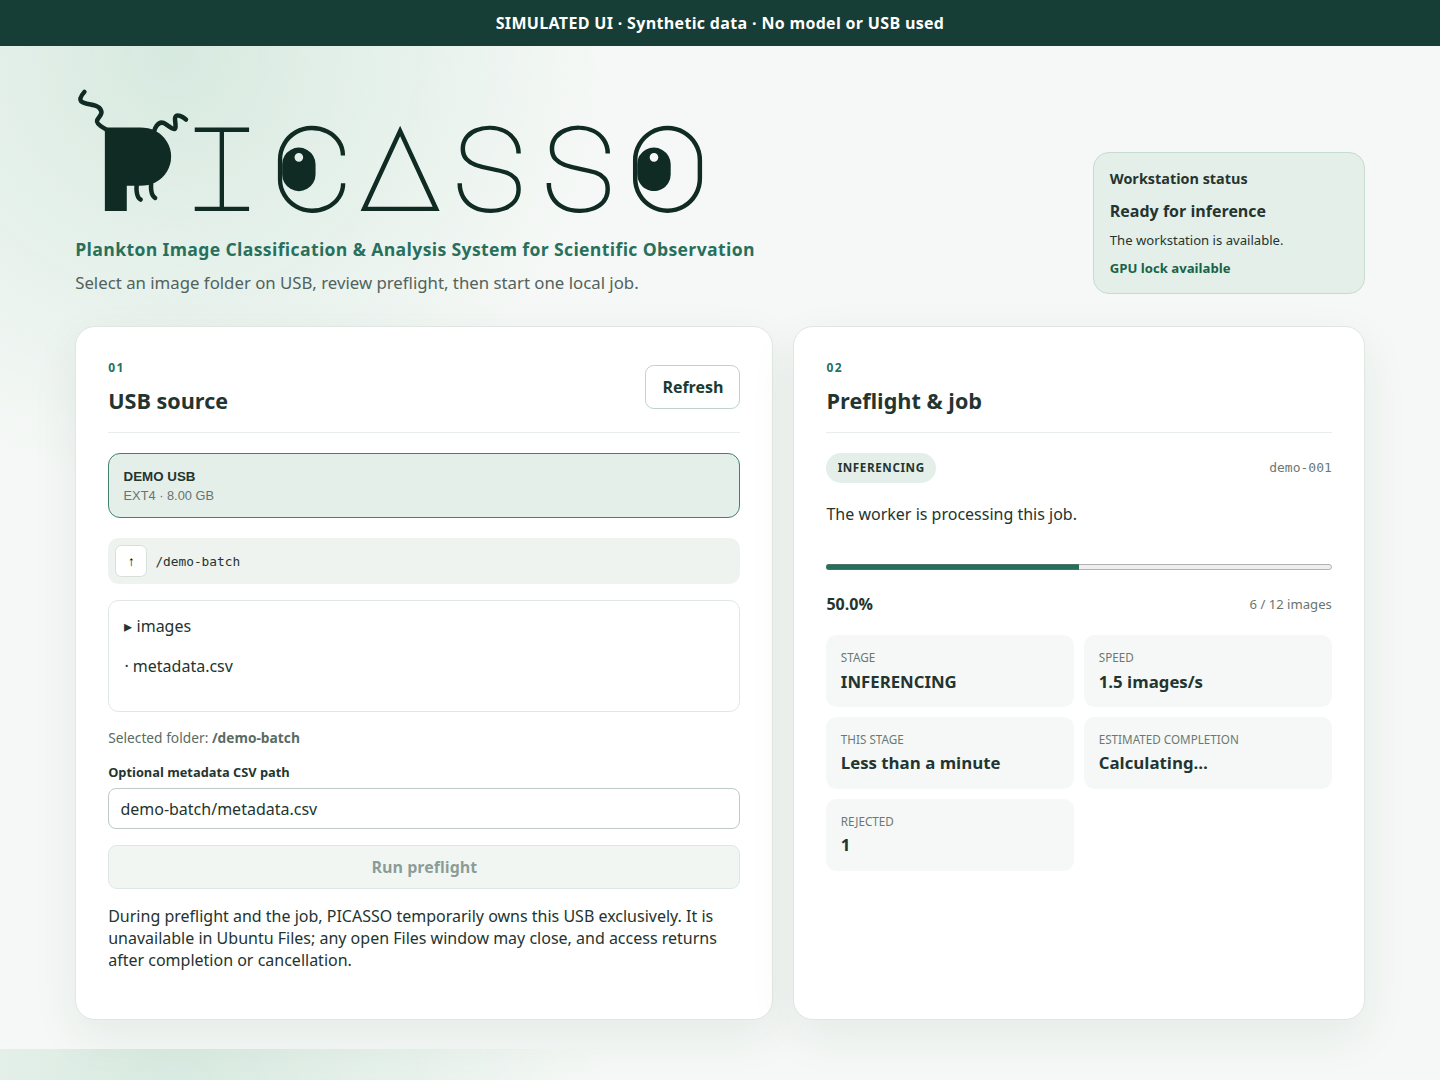 SIMULATED UI · Synthetic data · No model or USB used
PICASSO
Plankton Image Classification & Analysis System for Scientific Observation
Select an image folder on USB, review preflight, then start one local job.
Workstation status
Ready for inference
The workstation is available.
GPU lock available
01
USB source
Refresh
DEMO USB
EXT4 · 8.00 GB
↑ /demo-batch
▸ images
· metadata.csv
Selected folder: /demo-batch
Optional metadata CSV path
demo-batch/metadata.csv
Run preflight
During preflight and the job, PICASSO temporarily owns this USB exclusively. It is
unavailable in Ubuntu Files; any open Files window may close, and access returns
after completion or cancellation.
02
Preflight & job
INFERENCING
demo-001
The worker is processing this job.
50.0%
6 / 12 images
STAGE
INFERENCING
SPEED
1.5 images/s
THIS STAGE
Less than a minute
ESTIMATED COMPLETION
Calculating...
REJECTED
1